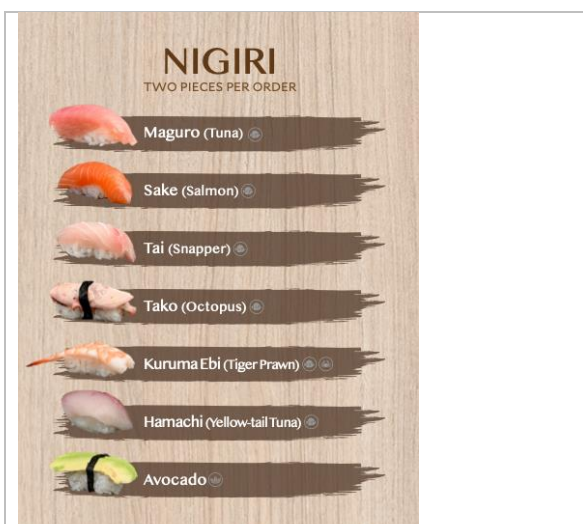 NIGIRI
TWO PIECES PER ORDER
Maguro (Tuna)
Sake (Salmon)
Tai (Snapper)
Tako (Octopus)
Kuruma Ebi (Tiger Prawn)
Hamachi (Yellow-tail Tuna)
Avocado